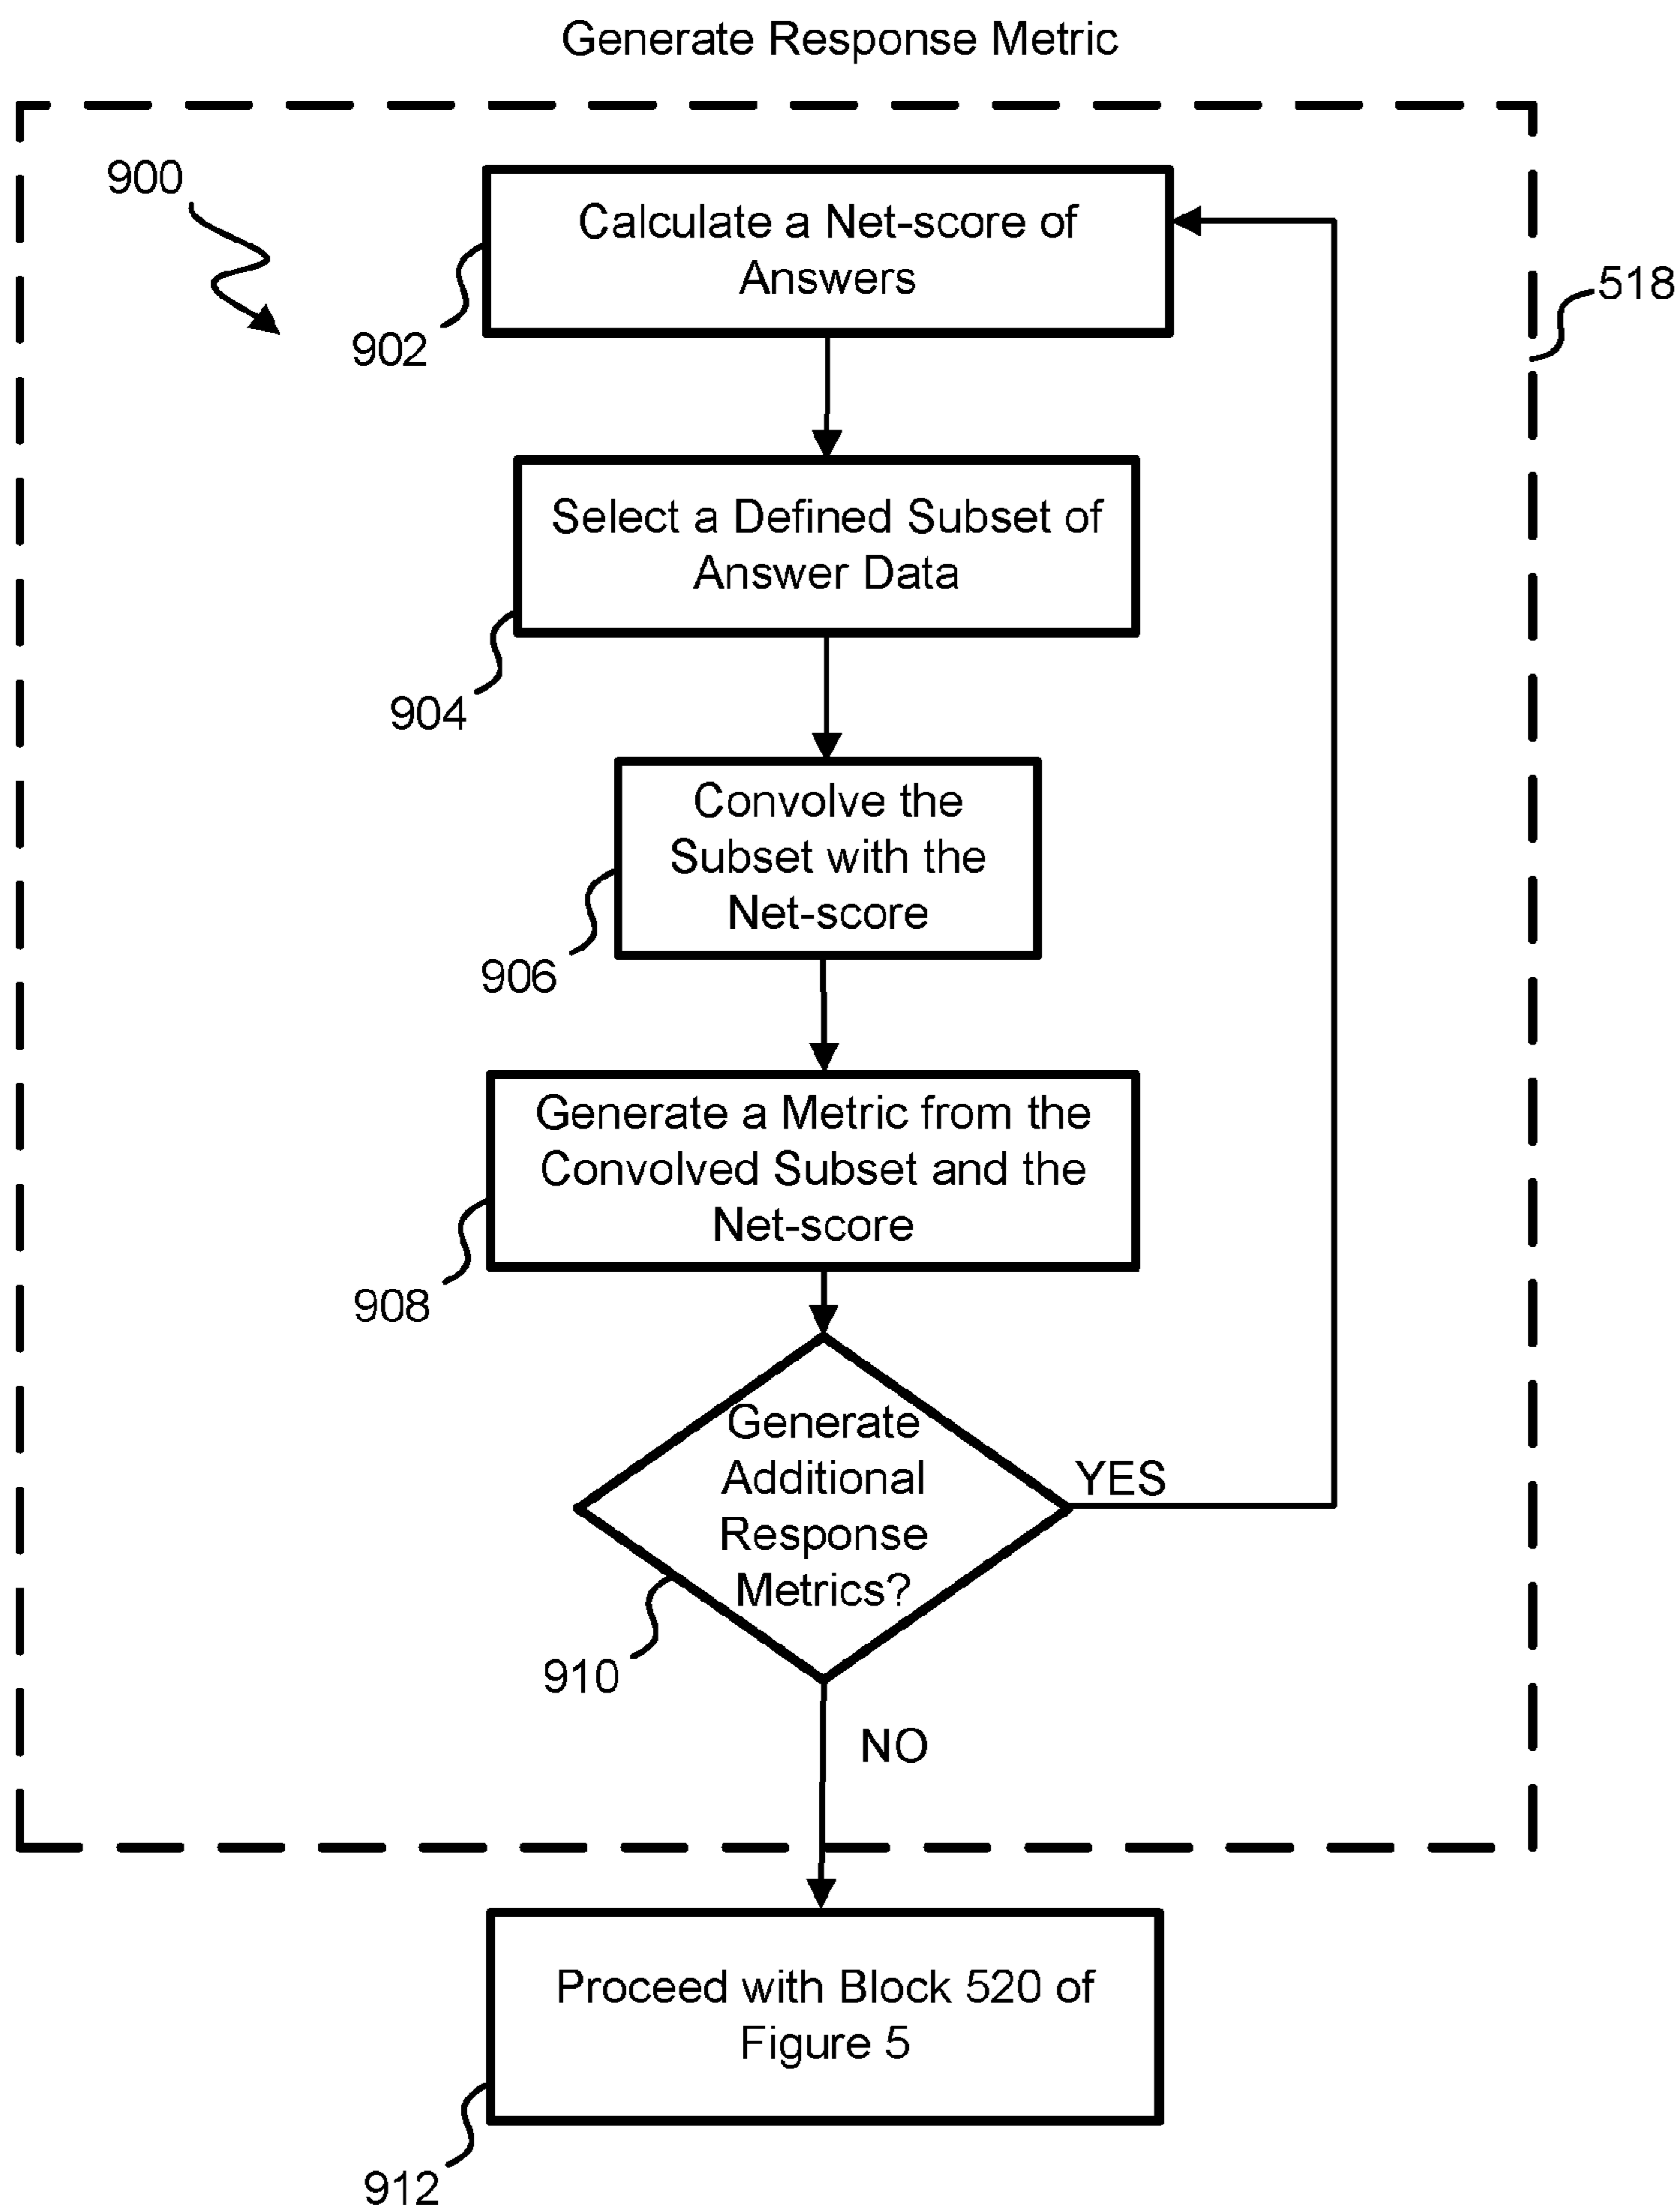 Generate Response Metric
900
Calculate a Net-score of
Answers
902
518
Select a Defined Subset of
Answer Data
904
Convolve the
Subset with the
Net-score
906
Generate a Metric from the
Convolved Subset and the
Net-score
908
Generate
Additional
Response
Metrics?
YES
910
NO
Proceed with Block 520 of
Figure 5
912